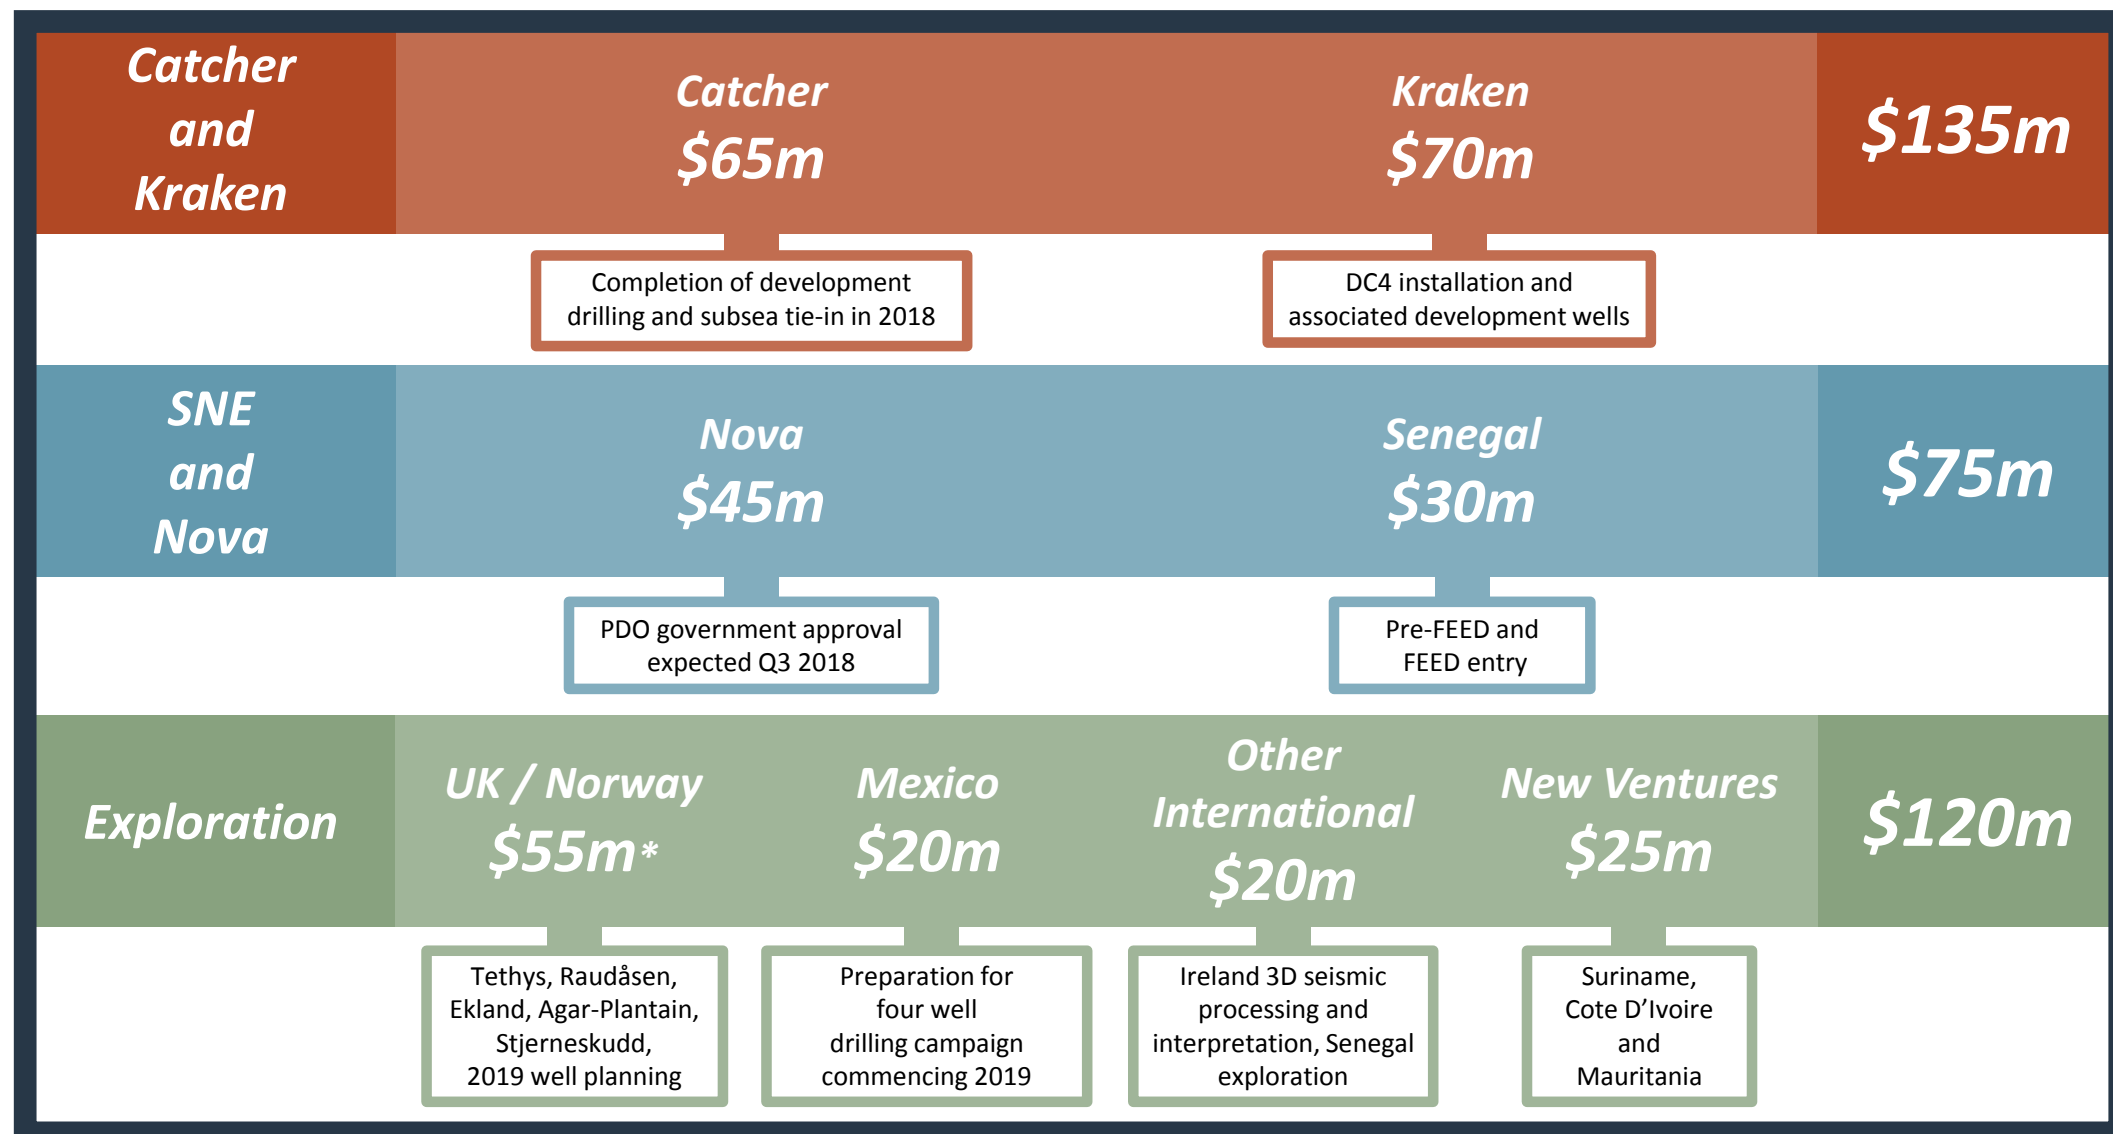 Catcher
and
Kraken
Catcher
$65m
Kraken
$70m
$135m
Completion of development
drilling and subsea tie-in in 2018
DC4 installation and
associated development wells
SNE
and
Nova
Nova
$45m
Senegal
$30m
$75m
PDO government approval
expected Q3 2018
Pre-FEED and
FEED entry
Exploration
UK / Norway
$55m*
Mexico
$20m
Other
International
$20m
New Ventures
$25m
$120m
Tethys, Raudåsen,
Ekland, Agar-Plantain,
Stjerneskudd,
2019 well planning
Preparation for
four well
drilling campaign
commencing 2019
Ireland 3D seismic
processing and
interpretation, Senegal
exploration
Suriname,
Cote D’Ivoire
and
Mauritania